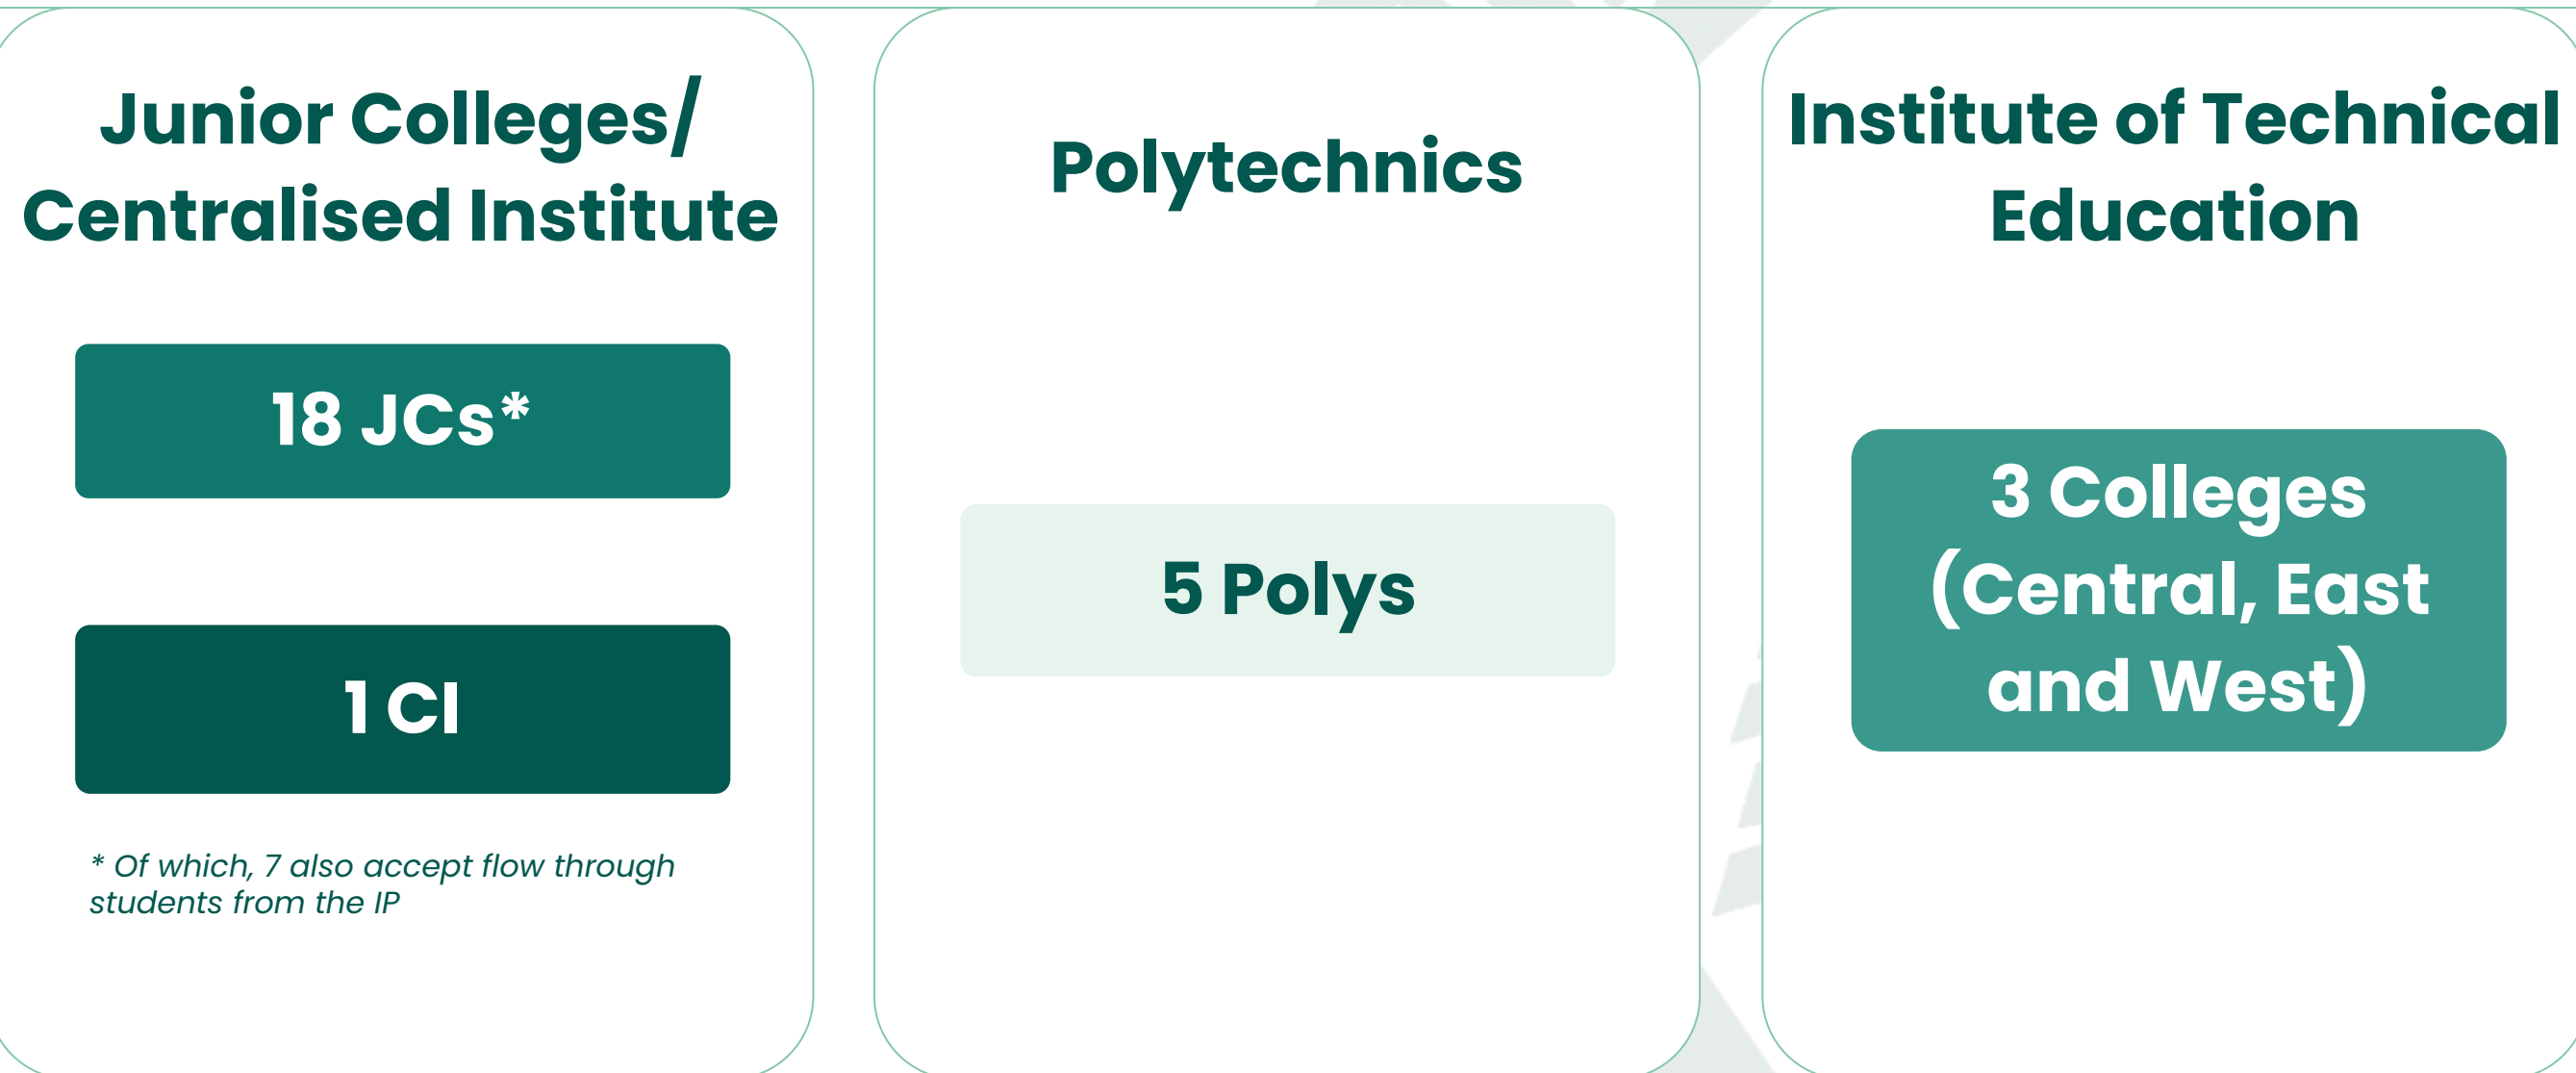 Junior Colleges/
Centralised Institute
18 JCs*
1 CI
* Of which, 7 also accept flow through
students from the IP
Polytechnics
5 Polys
Institute of Technical
Education
3 Colleges
(Central, East
and West)